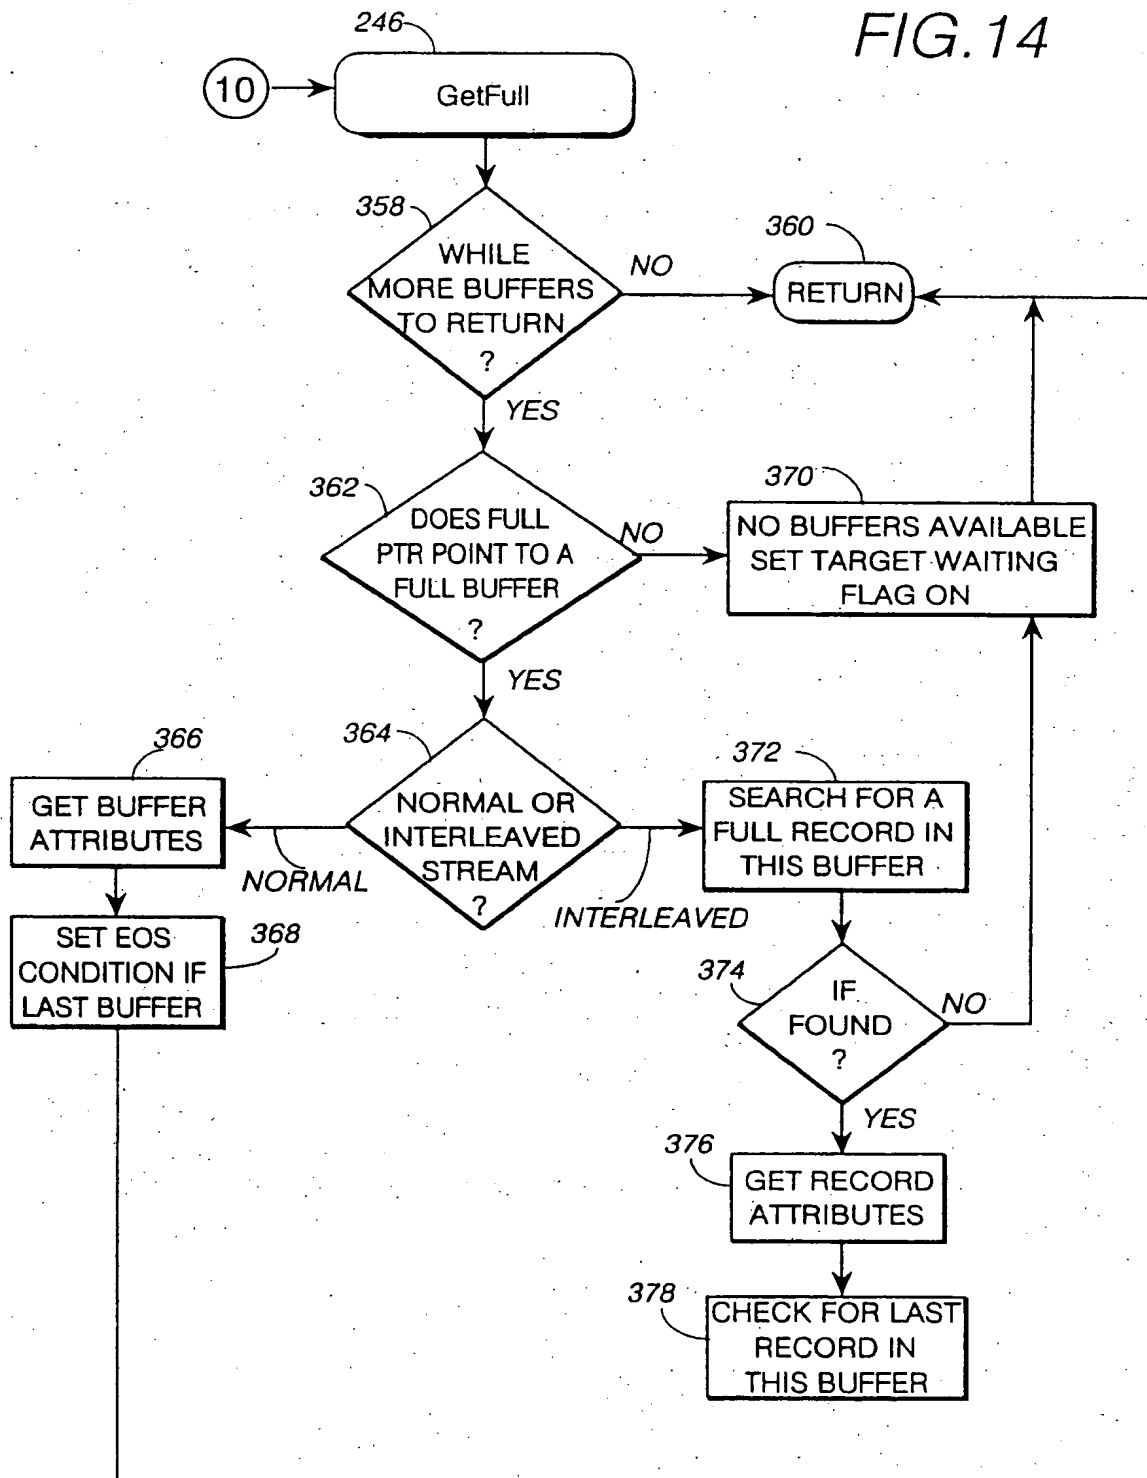 FIG.14
246
10
GetFull
358
WHILE
MORE BUFFERS
TO RETURN
?
NO
360
RETURN
YES
362
DOES FULL
PTR POINT TO A
FULL BUFFER
?
NO
370
NO BUFFERS AVAILABLE
SET TARGET WAITING
FLAG ON
YES
364
NORMAL OR
INTERLEAVED
STREAM
?
366
GET BUFFER
ATTRIBUTES
NORMAL
INTERLEAVED
372
SEARCH FOR A
FULL RECORD IN
THIS BUFFER
SET EOS
CONDITION IF
LAST BUFFER
368
374
IF
FOUND
?
NO
YES
376
GET RECORD
ATTRIBUTES
378
CHECK FOR LAST
RECORD IN
THIS BUFFER